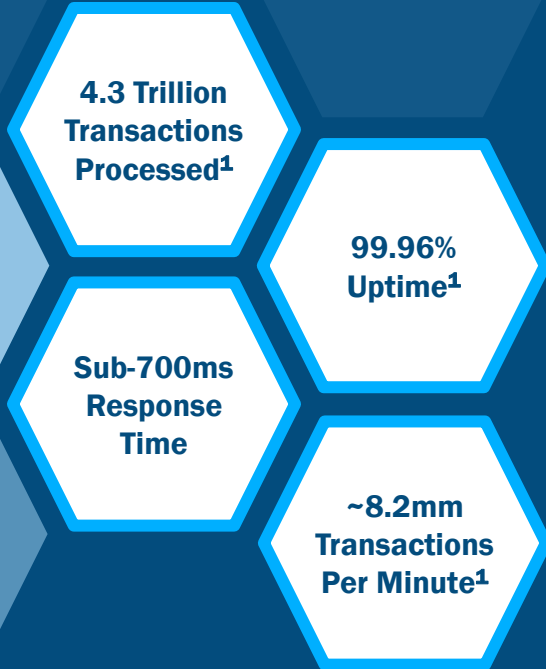 4.3 Trillion
Transactions
Processed¹
99.96%
Uptime¹
Sub-700ms
Response
Time
~8.2mm
Transactions
Per Minute¹